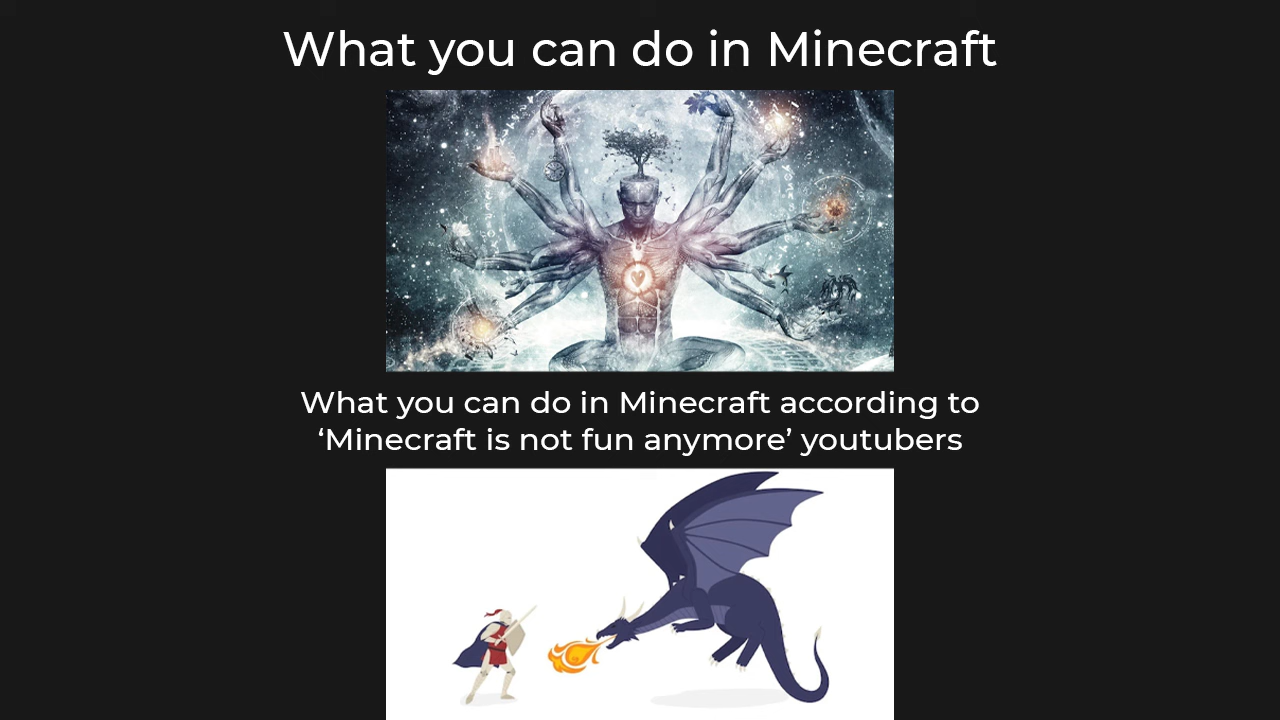 What you can do in Minecraft
What you can do in Minecraft according to
‘Minecraft is not fun anymore’ youtubers